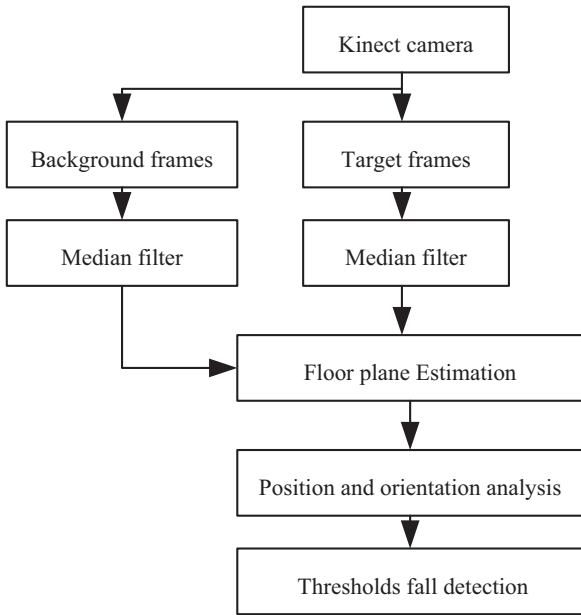 Kinect camera
Background frames
Target frames
Median filter
Median filter
Floor plane Estimation
Position and orientation analysis
Thresholds fall detection